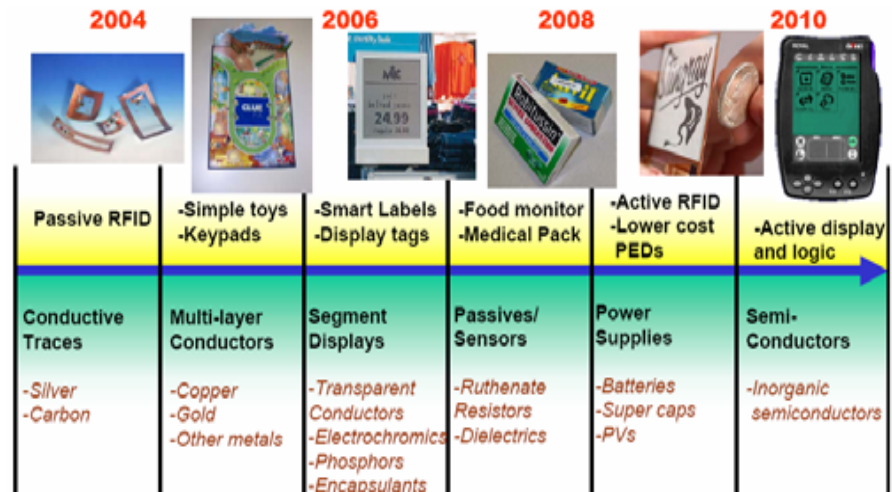 2004
2006
2008
2010
GLUE
24.99
Robitussin
Passive RFID
-Simple toys
-Keypads
-Smart Labels
-Display tags
-Food monitor
-Medical Pack
-Active RFID
-Lower cost
PEDs
-Active display
and logic
Conductive
Traces
-Silver
-Carbon
Multi-layer
Conductors
-Copper
-Gold
-Other metals
Segment
Displays
-Transparent
Conductors
-Electrochromics
-Phosphors
-Encapsulants
Passives/
Sensors
-Ruthenate
Resistors
-Dielectrics
Power
Supplies
-Batteries
-Super caps
-PVs
Semi-
Conductors
-Inorganic
semiconductors